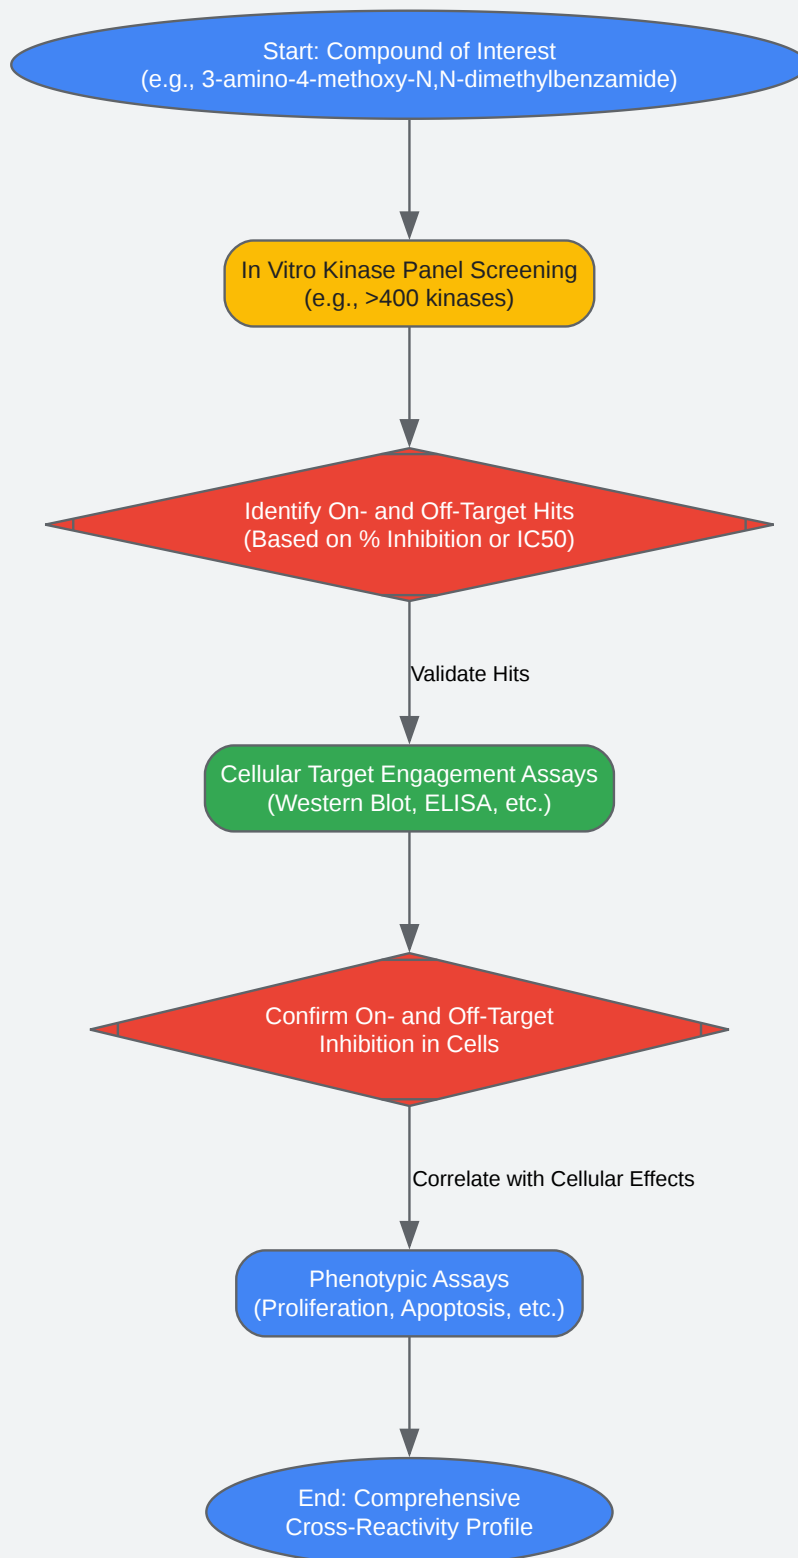 Start: Compound of Interest
(e.g., 3-amino-4-methoxy-N,N-dimethylbenzamide)
In Vitro Kinase Panel Screening
(e.g., >400 kinases)
Identify On- and Off-Target Hits
(Based on % Inhibition or IC50)
Validate Hits
Cellular Target Engagement Assays
(Western Blot, ELISA, etc.)
Confirm On- and Off-Target
Inhibition in Cells
Correlate with Cellular Effects
Phenotypic Assays
(Proliferation, Apoptosis, etc.)
End: Comprehensive
Cross-Reactivity Profile